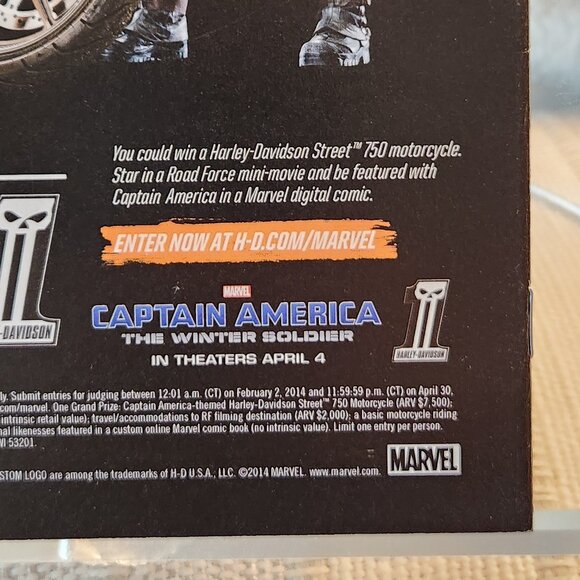 You could win a Harley-Davidson Street™ 750 motorcycle.
Star in a Road Force mini-movie and be featured with
Captain America in a Marvel digital comic.
ENTER NOW AT H-D.COM/MARVEL
MARVEL
CAPTAIN AMERICA
THE WINTER SOLDIER
IN THEATERS APRIL 4
-DAVIDSON
HARLEY-DAVIDSON
ly. Submit entries for judging between 12:01 a.m. (CT) on February 2, 2014 and 11:59:59 p.m. (CT) on April 30,
com/marvel. One Grand Prize: Captain America-themed Harley-Davidson Street™ 750 Motorcycle (ARV $7,500);
intrinsic retail value); travel/accommodations to RF filming destination (ARV $2,000); a basic motorcycle riding
nal likenesses featured in a custom online Marvel comic book (no intrinsic value). Limit one entry per person.
WI 53201.
STOM LOGO are among the trademarks of H-D U.S.A., LLC. ©2014 MARVEL. www.marvel.com.
MARVEL